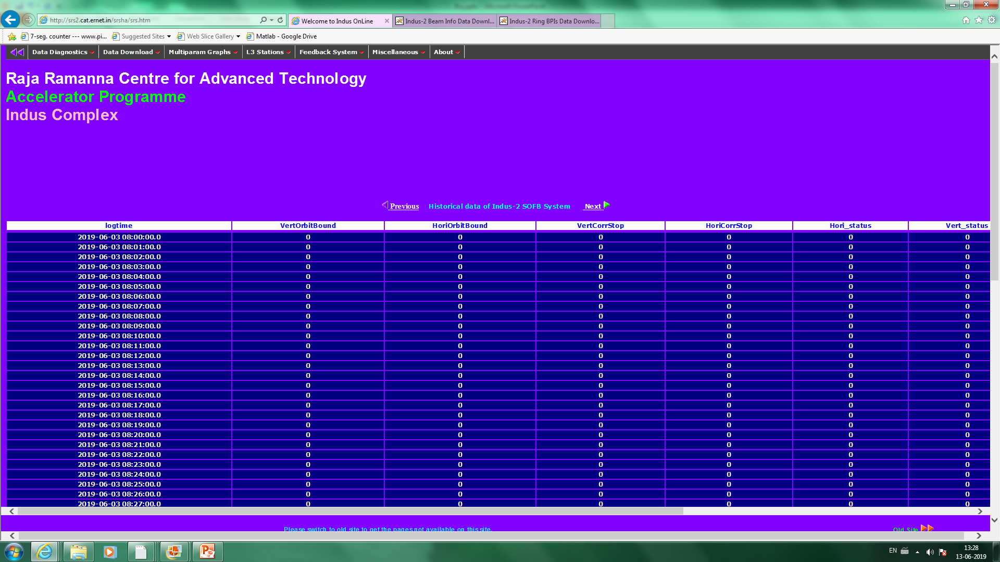 http://srs2.cat.ernet.in/srsha/srs.htm
Welcome to Indus OnLine
Indus-2 Beam Info Data Downl...
Indus-2 Ring BPIs Data Downlo...
7-seg. counter --- www.pi...
Suggested Sites
Web Slice Gallery
Matlab - Google Drive
Data Diagnostics
Data Download
Multiparam Graphs
L3 Stations
Feedback System
Miscellaneous
About
Raja Ramanna Centre for Advanced Technology
Accelerator Programme
Indus Complex
Previous Historical data of Indus-2 SOFB System Next
logtime VertOrbitBound HoriOrbitBound VertCorrStop HoriCorrStop Hori_status Vert_status
2019-06-03 08:00:00.0 0 0 0 0 0 0
2019-06-03 08:01:00.0 0 0 0 0 0 0
2019-06-03 08:02:00.0 0 0 0 0 0 0
2019-06-03 08:03:00.0 0 0 0 0 0 0
2019-06-03 08:04:00.0 0 0 0 0 0 0
2019-06-03 08:05:00.0 0 0 0 0 0 0
2019-06-03 08:06:00.0 0 0 0 0 0 0
2019-06-03 08:07:00.0 0 0 0 0 0 0
2019-06-03 08:08:00.0 0 0 0 0 0 0
2019-06-03 08:09:00.0 0 0 0 0 0 0
2019-06-03 08:10:00.0 0 0 0 0 0 0
2019-06-03 08:11:00.0 0 0 0 0 0 0
2019-06-03 08:12:00.0 0 0 0 0 0 0
2019-06-03 08:13:00.0 0 0 0 0 0 0
2019-06-03 08:14:00.0 0 0 0 0 0 0
2019-06-03 08:15:00.0 0 0 0 0 0 0
2019-06-03 08:16:00.0 0 0 0 0 0 0
2019-06-03 08:17:00.0 0 0 0 0 0 0
2019-06-03 08:18:00.0 0 0 0 0 0 0
2019-06-03 08:19:00.0 0 0 0 0 0 0
2019-06-03 08:20:00.0 0 0 0 0 0 0
2019-06-03 08:21:00.0 0 0 0 0 0 0
2019-06-03 08:22:00.0 0 0 0 0 0 0
2019-06-03 08:23:00.0 0 0 0 0 0 0
2019-06-03 08:24:00.0 0 0 0 0 0 0
2019-06-03 08:25:00.0 0 0 0 0 0 0
2019-06-03 08:26:00.0 0 0 0 0 0 0
2019-06-03 08:27:00.0 0 0 0 0 0 0
Please switch to old site to get the pages not available on this site.
Old Site
EN
13:28
13-06-2019